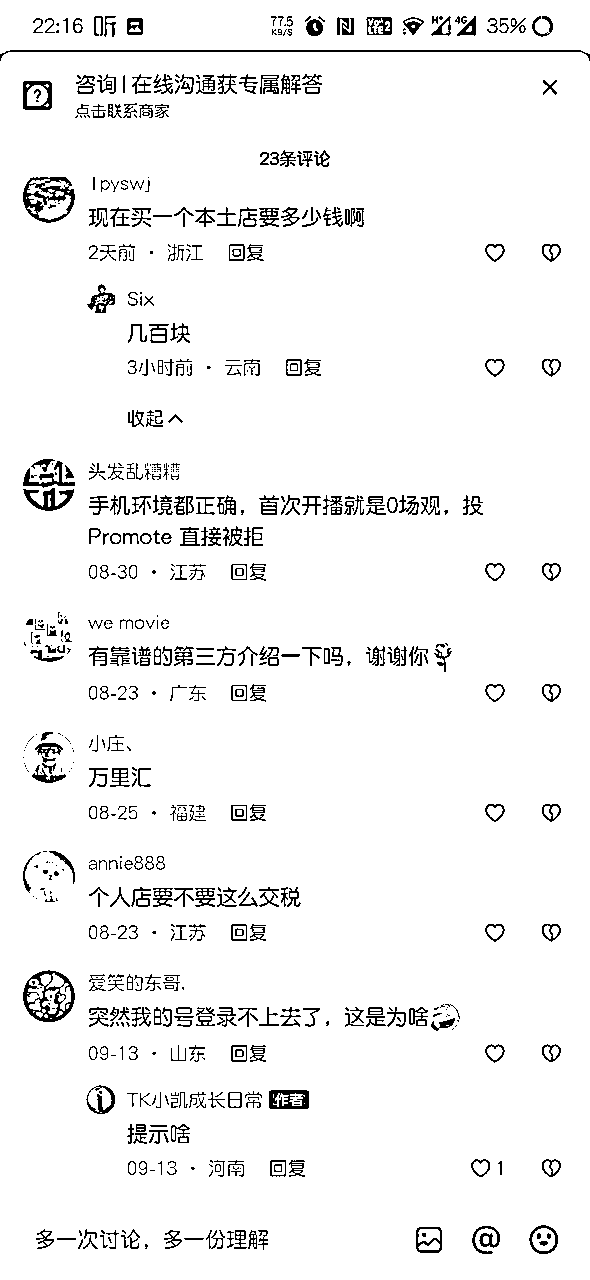 22:16 听 77.5 K8/S 4G 35%
咨询|在线沟通获专属解答
点击联系商家
23条评论
lpyswj
现在买一个本土店要多少钱啊
2天前 · 浙江 回复
Six
几百块
3小时前 · 云南 回复
收起
头发乱糟糟
手机环境都正确，首次开播就是0场观，投
Promote 直接被拒
08-30 · 江苏 回复
we movie
有靠谱的第三方介绍一下吗，谢谢你
08-23 · 广东 回复
小庄、
万里汇
08-25 · 福建 回复
annie888
个人店要不要这么交税
08-23 · 江苏 回复
爱笑的东哥.
突然我的号登录不上去了，这是为啥
09-13 · 山东 回复
TK小凯成长日常 作者
提示啥
09-13 · 河南 回复 1
多一次讨论，多一份理解